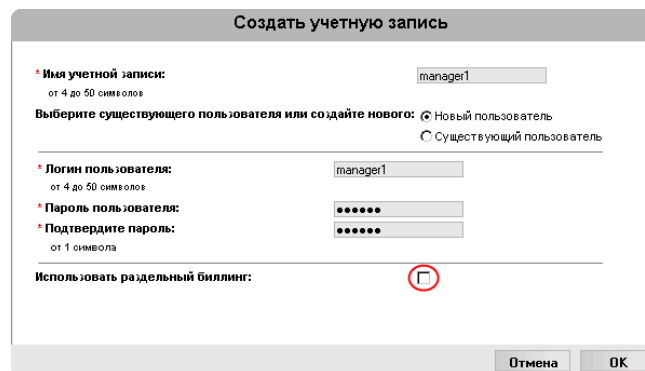 Создать учетную запись
* Имя учетной записи: manager1
от 4 до 50 символов
Выберите существующего пользователя или создайте нового: Новый пользователь
Существующий пользователь
* Логин пользователя: manager1
от 4 до 50 символов
* Пароль пользователя: ●●●●●●
* Подтвердите пароль: ●●●●●●
от 1 символа
Использовать раздельный биллинг:
Отмена OK